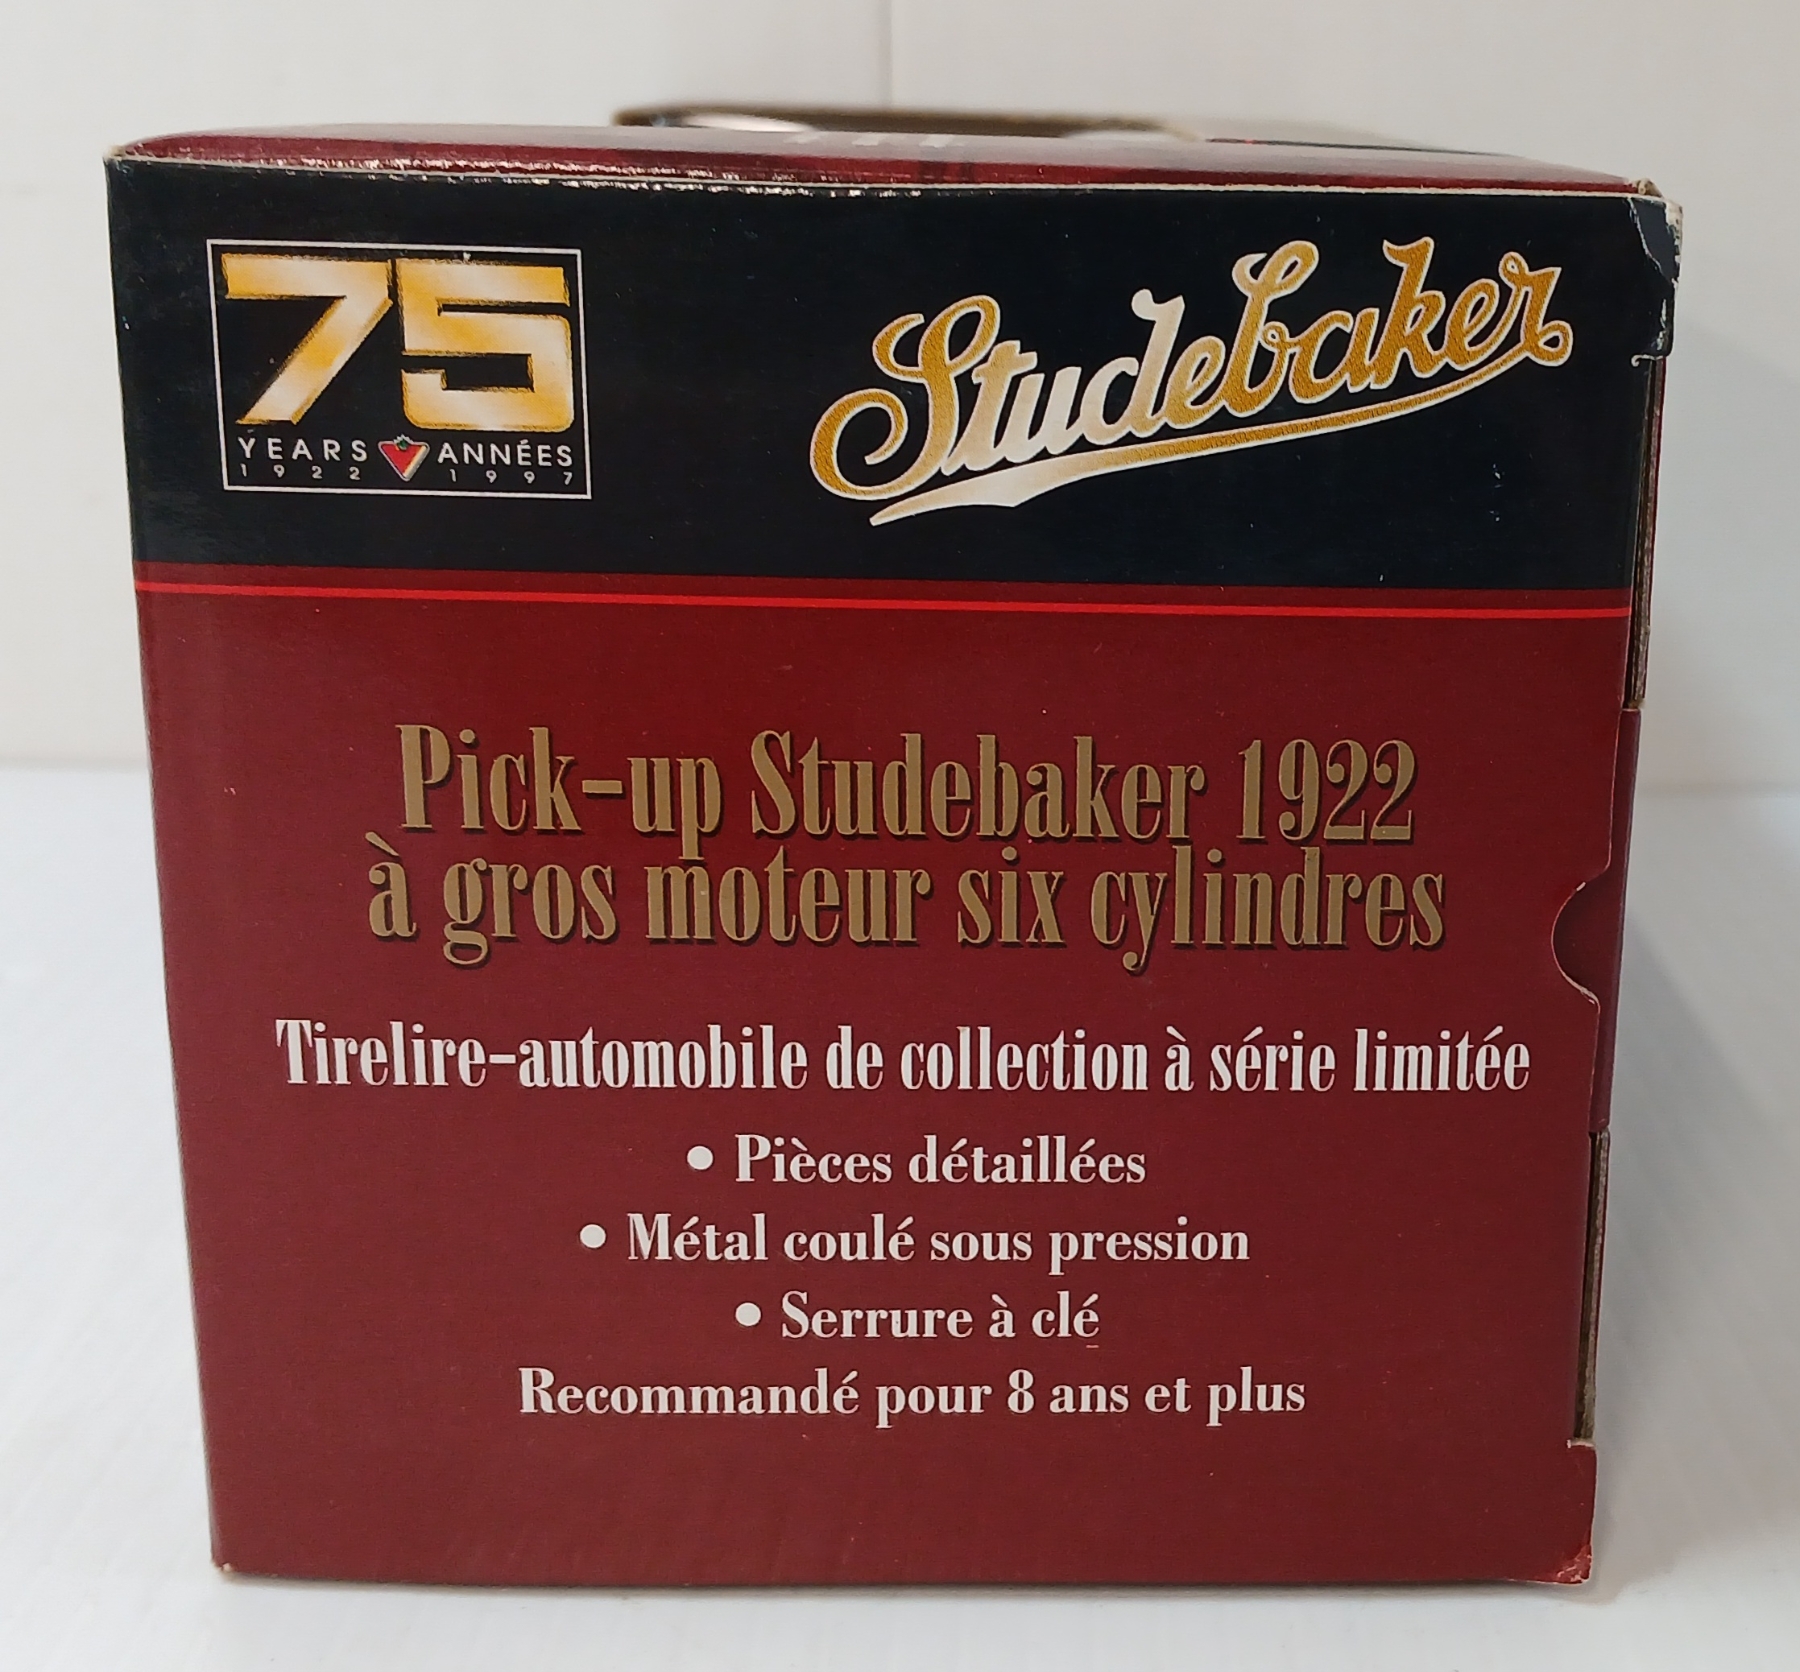 75
YEARS ANNÉES
1922 1997
Studebaker
Pick-up Studebaker 1922
à gros moteur six cylindres
Tirelire-automobile de collection à série limitée
• Pièces détaillées
• Métal coulé sous pression
• Serrure à clé
Recommandé pour 8 ans et plus